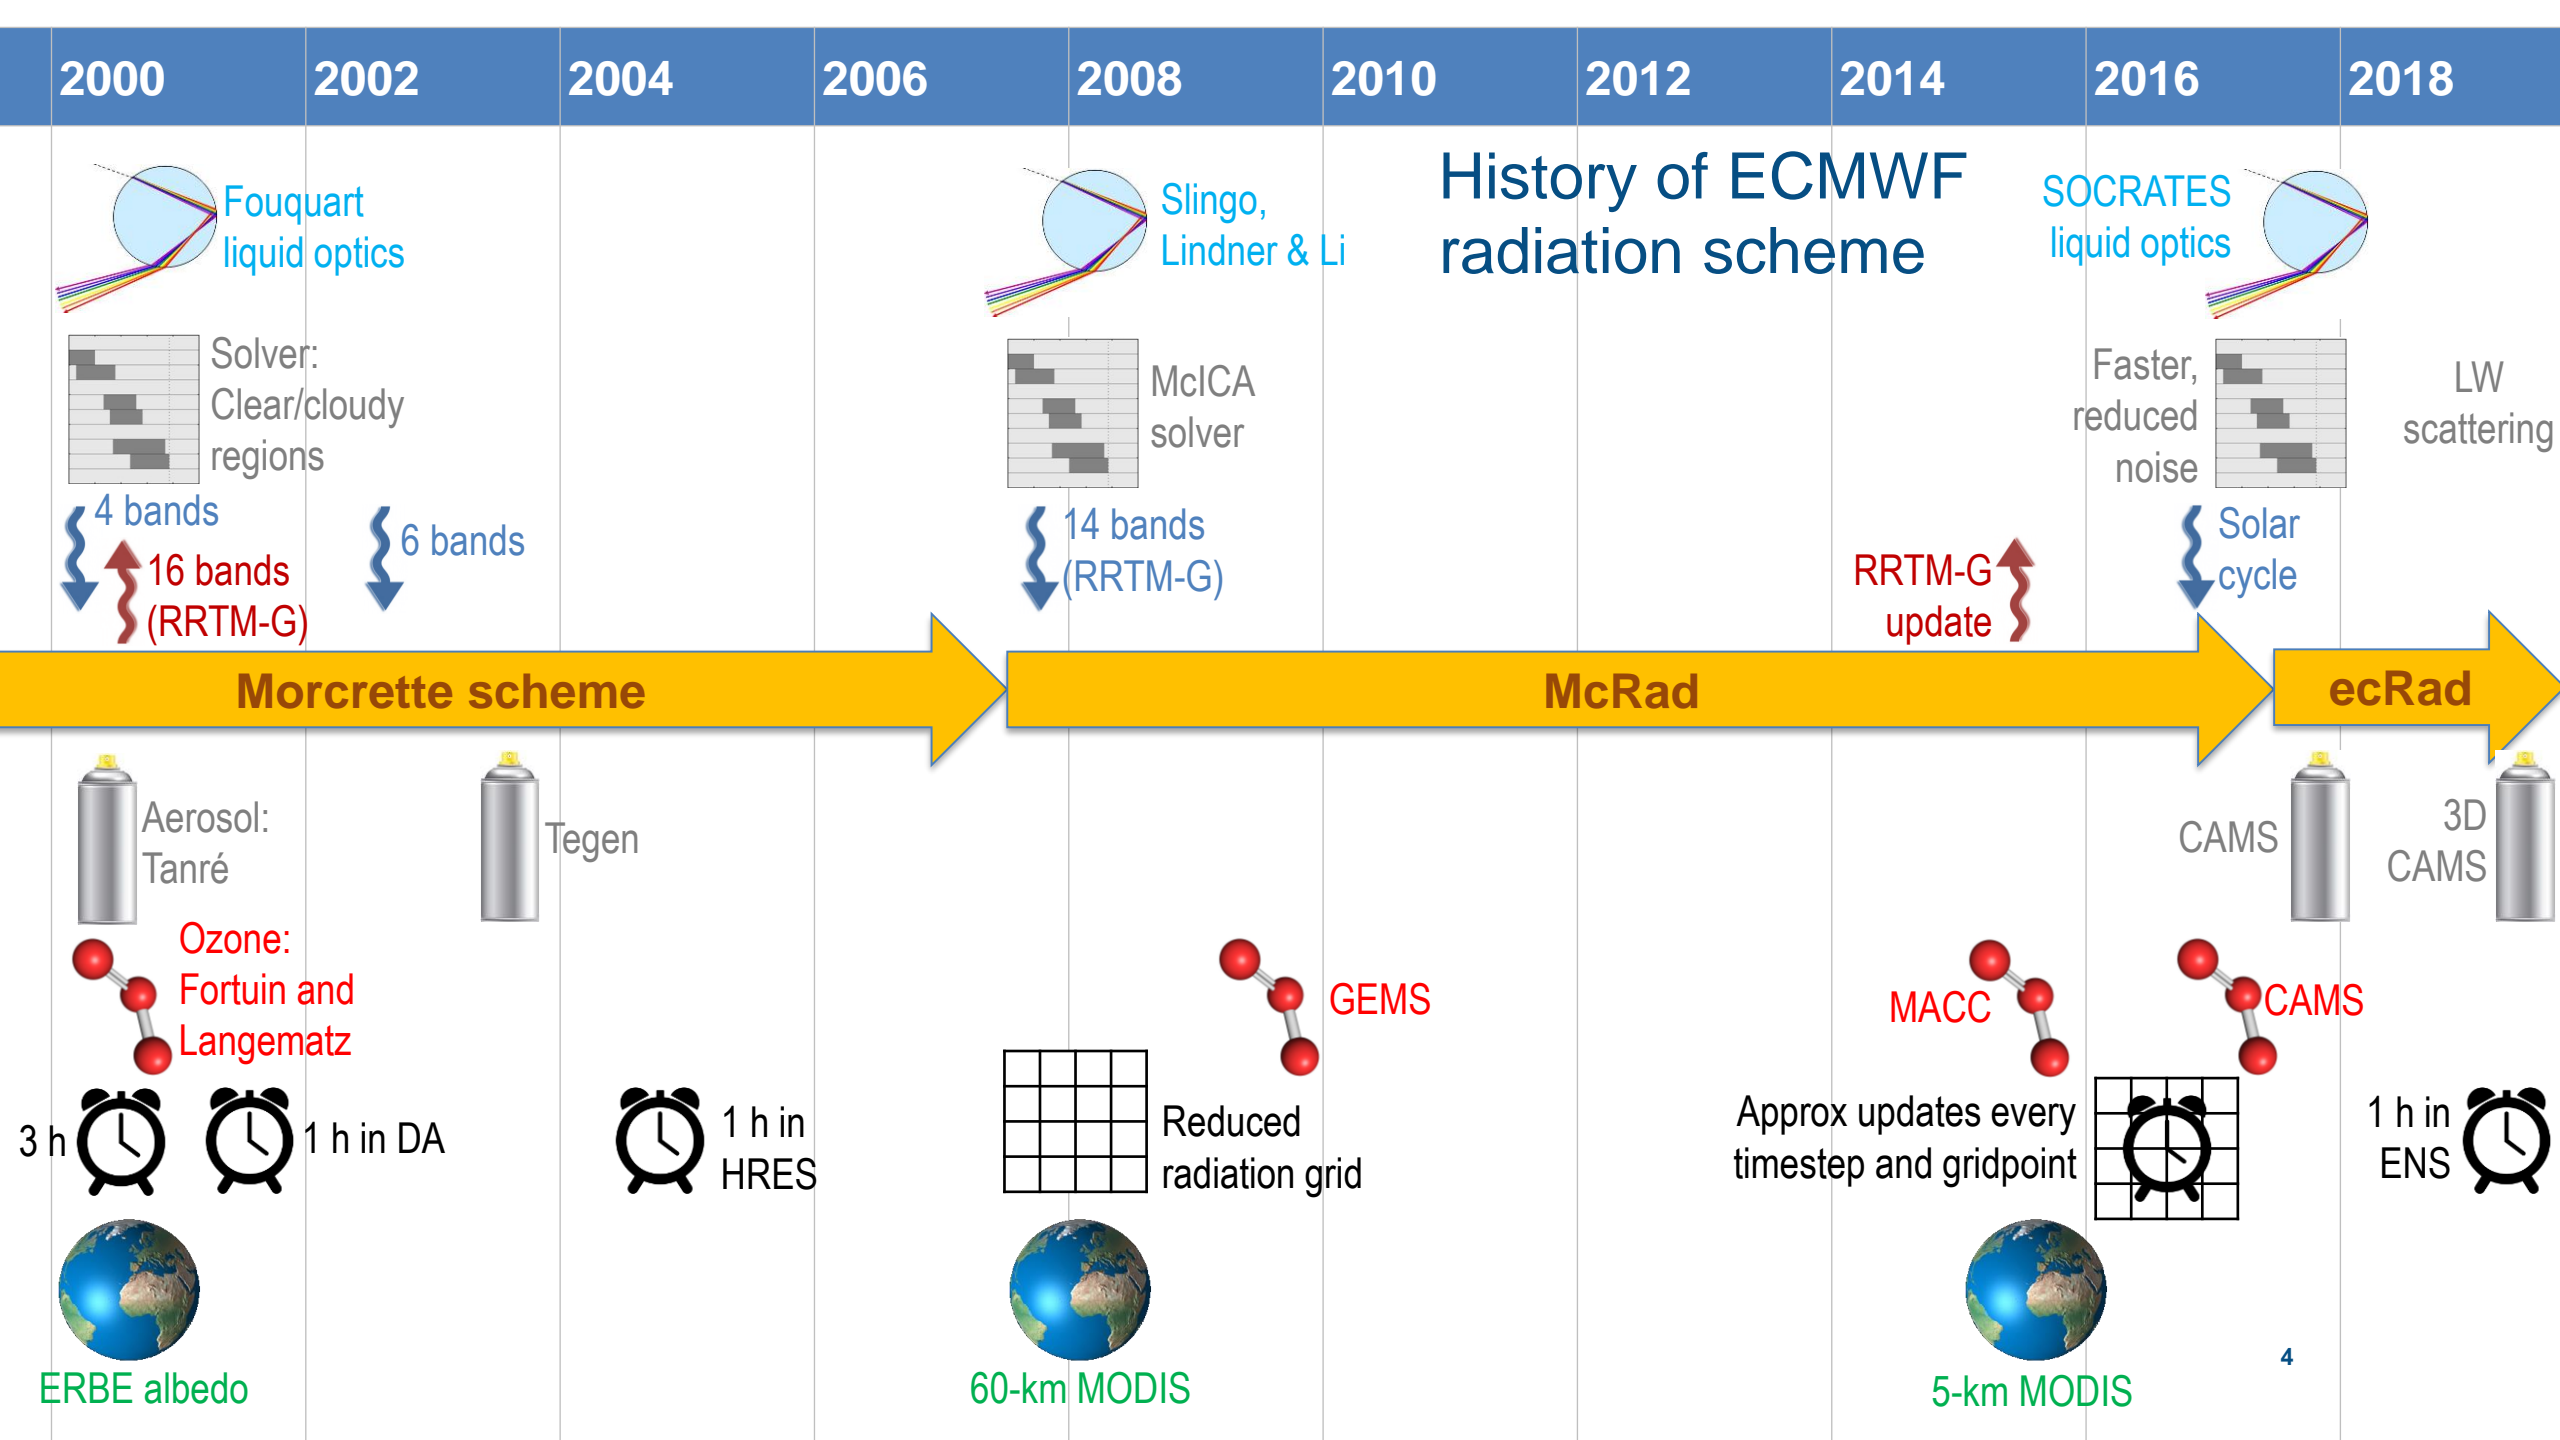 2000 2002 2004 2006 2008 2010 2012 2014 2016 2018
History of ECMWF
radiation scheme
Fouquart
liquid optics
Slingo,
Lindner & Li
SOCRATES
liquid optics
Solver:
Clear/cloudy
regions
McICA
solver
Faster,
reduced
noise
LW
scattering
4 bands
16 bands
(RRTM-G)
6 bands
14 bands
(RRTM-G)
RRTM-G
update
Solar
cycle
Morcrette scheme
McRad
ecRad
Aerosol:
Tanré
Tegen
CAMS
3D
CAMS
Ozone:
Fortuin and
Langematz
GEMS
MACC
CAMS
3 h
1 h in DA
1 h in
HRES
Reduced
radiation grid
Approx updates every
timestep and gridpoint
1 h in
ENS
ERBE albedo
60-km MODIS
5-km MODIS
4